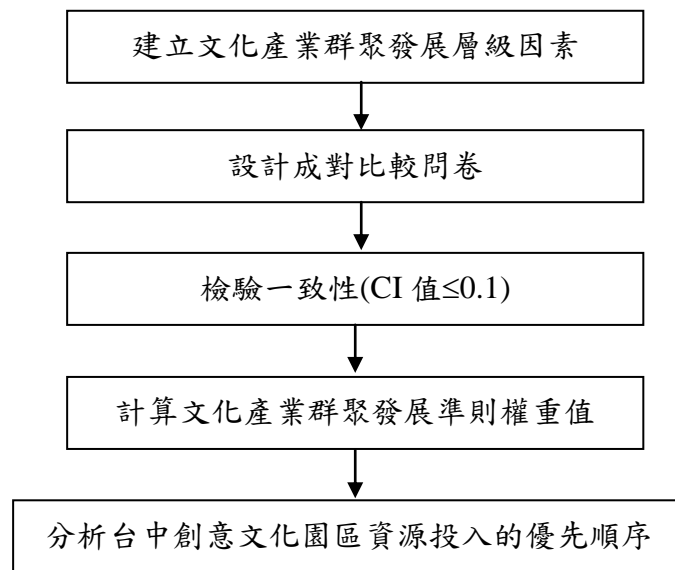 建立文化產業群聚發展層級因素
設計成對比較問卷
檢驗一致性(CI 值≤0.1)
計算文化產業群聚發展準則權重值
分析台中創意文化園區資源投入的優先順序